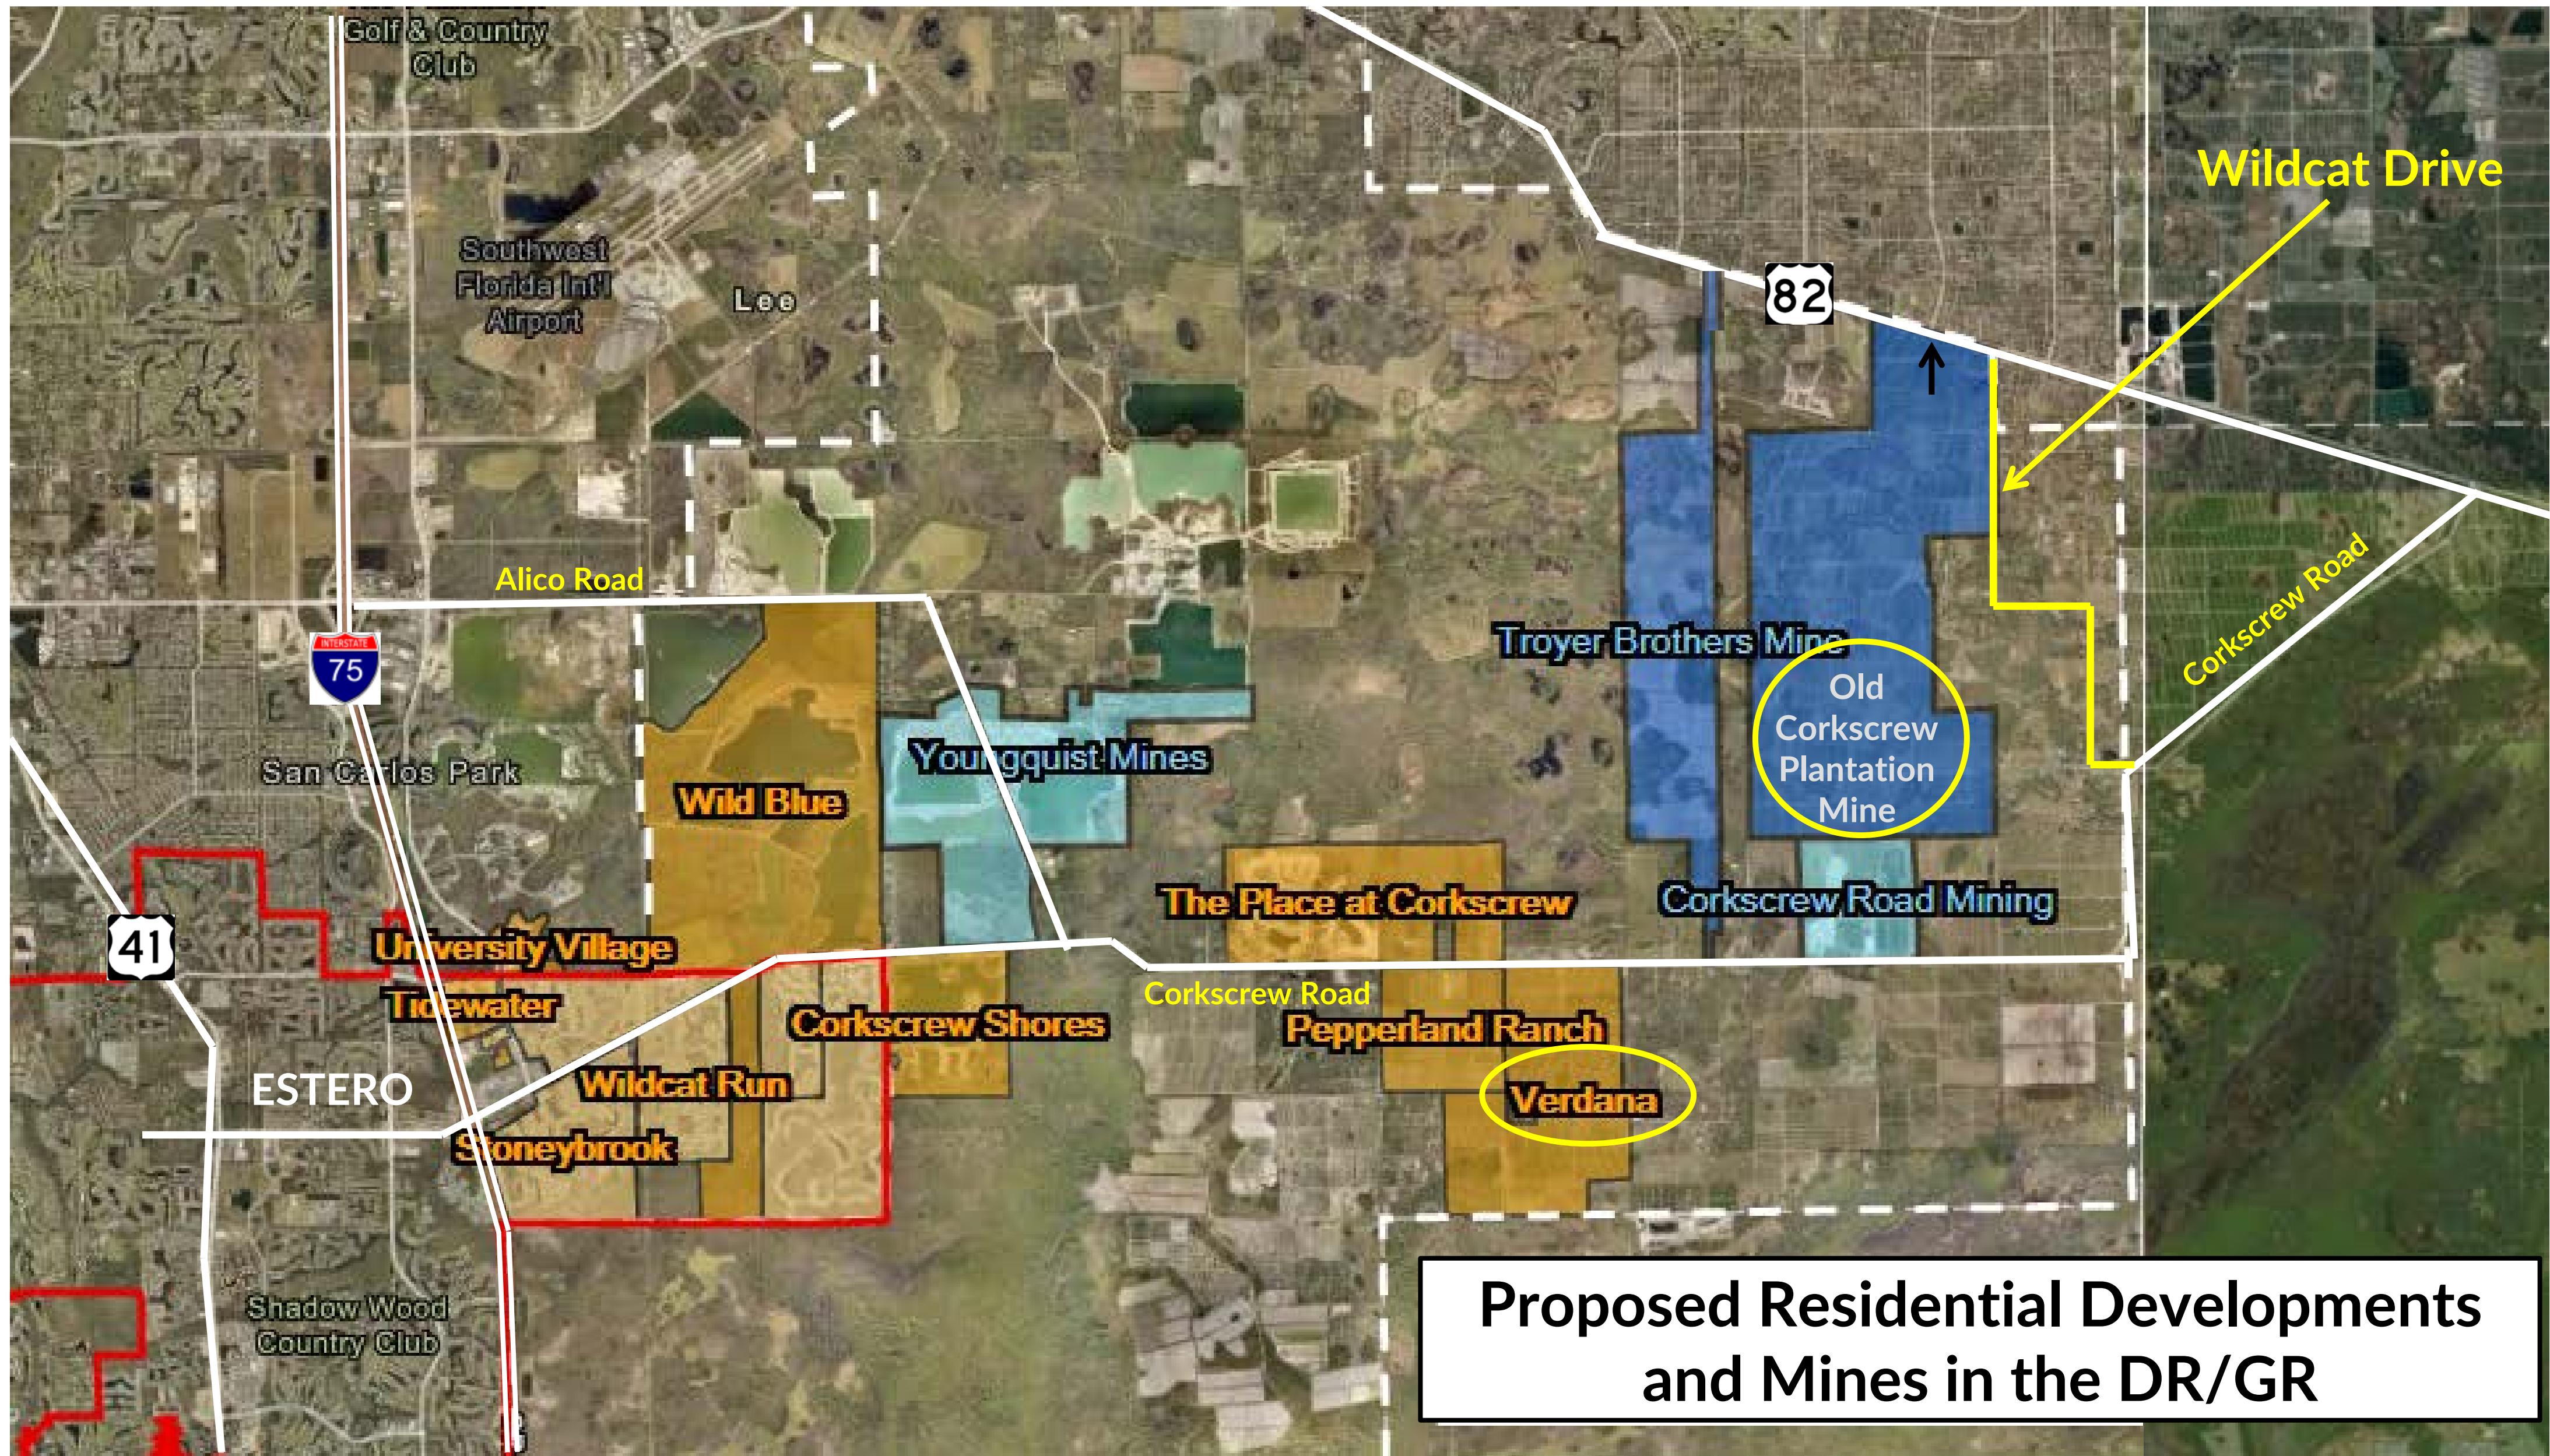 Golf & Country
Club
Wildcat Drive
Southwest
Florida Int'l
Airport
Lee
82
Alico Road
Corkscrew Road
INTERSTATE
75
Troyer Brothers Mine
Old
Corkscrew
Plantation
Mine
San Carlos Park
Youngquist Mines
Wild Blue
The Place at Corkscrew
Corkscrew Road Mining
41
University Village
Tidewater
Corkscrew Road
Corkscrew Shores
Pepperland Ranch
ESTERO
Wildcat Run
Verdana
Stoneybrook
Shadow Wood
Country Club
Proposed Residential Developments
and Mines in the DR/GR